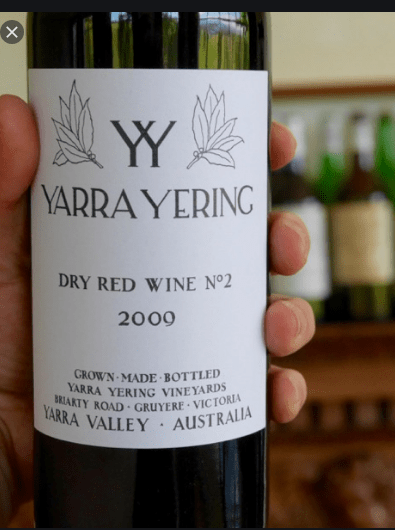 YY
YARRA YERING
DRY RED WINE Nº2
2009
GROWN · MADE · BOTTLED
YARRA YERING VINEYARDS
BRIARTY ROAD · GRUYERE · VICTORIA
YARRA VALLEY · AUSTRALIA